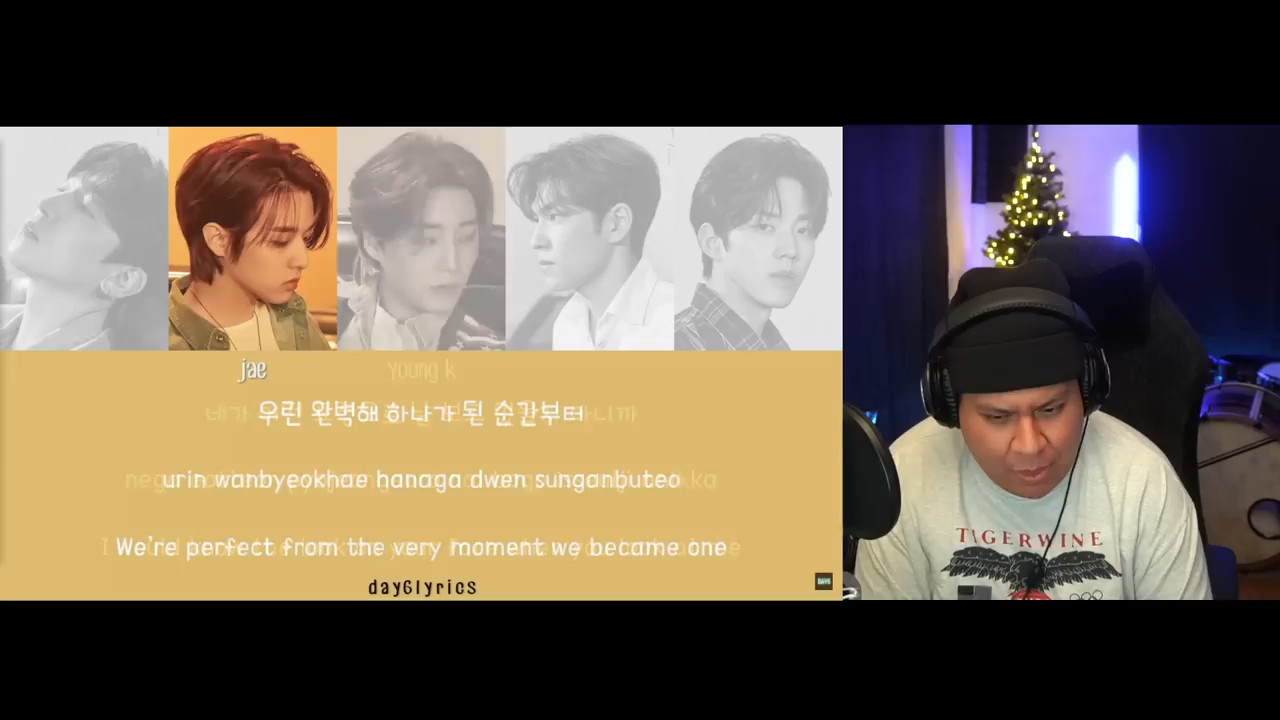 jae young k
우린 완벽해 하나가 된 순간부터
urin wanbyeokhae hanaga dwen sunganbuteo
We're perfect from the very moment we became one
day6lyrics
DAY6
TIGERWINE